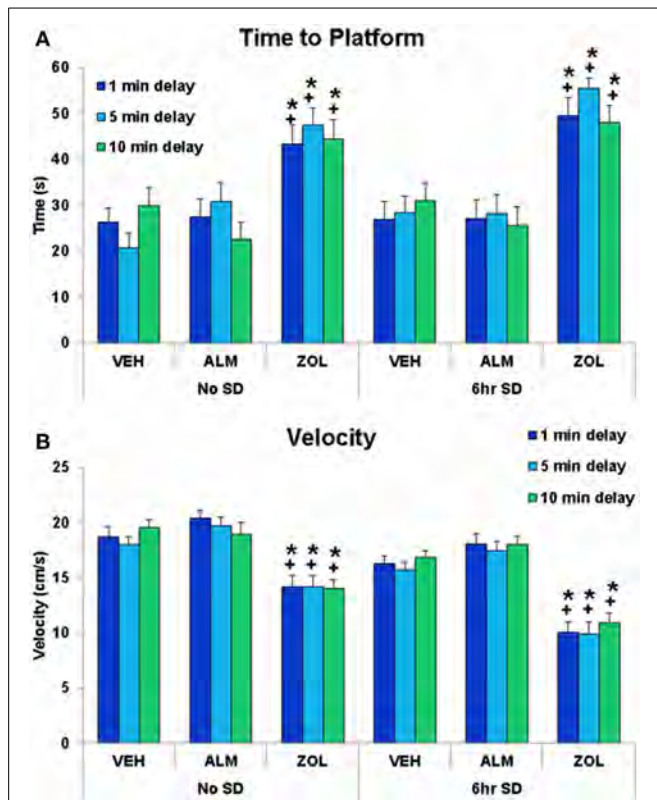 A
Time to Platform
60
50
40
30
20
10
0
Time (s)
1 min delay
5 min delay
10 min delay
* * * * * *
+ + + + + +
VEH ALM ZOL VEH ALM ZOL
No SD 6hr SD
B
Velocity
25
20
15
10
5
0
Velocity (cm/s)
1 min delay
5 min delay
10 min delay
* * * * * *
+ + + + + +
VEH ALM ZOL VEH ALM ZOL
No SD 6hr SD